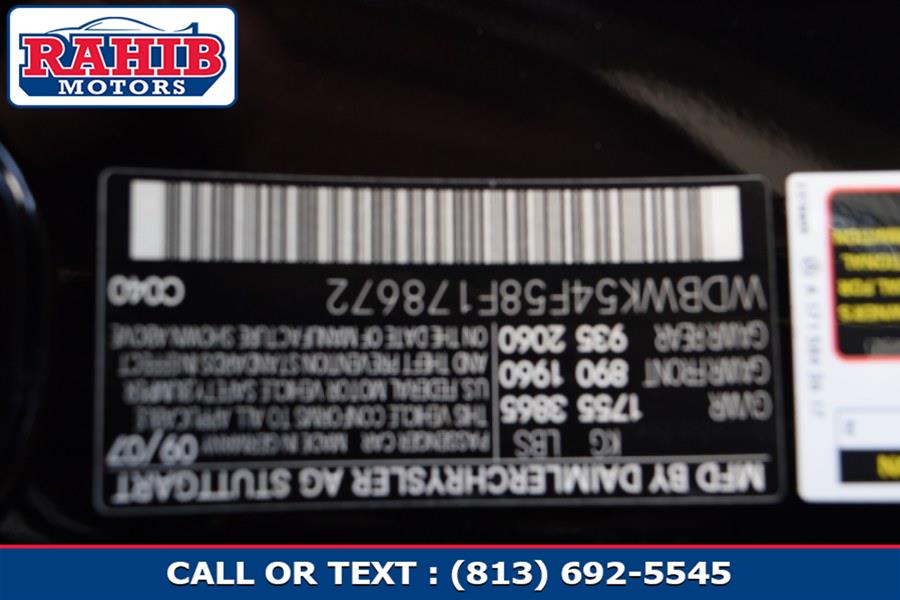 RAHIB
MOTORS
MFD BY DAIMLERCHRYSLER AG STUTTGART
KG LBS
GVWR 1755 3865
GAWR FRONT 890 1960
GAWR REAR 935 2060
PASSENGER CAR MADE IN GERMANY 09/07
THIS VEHICLE CONFORMS TO ALL APPLICABLE
U.S. FEDERAL MOTOR VEHICLE SAFETY, BUMPER
AND THEFT PREVENTION STANDARDS IN EFFECT
ON THE DATE OF MANUFACTURE SHOWN ABOVE
WDBWK54F58F178672 C040
CALL OR TEXT : (813) 692-5545